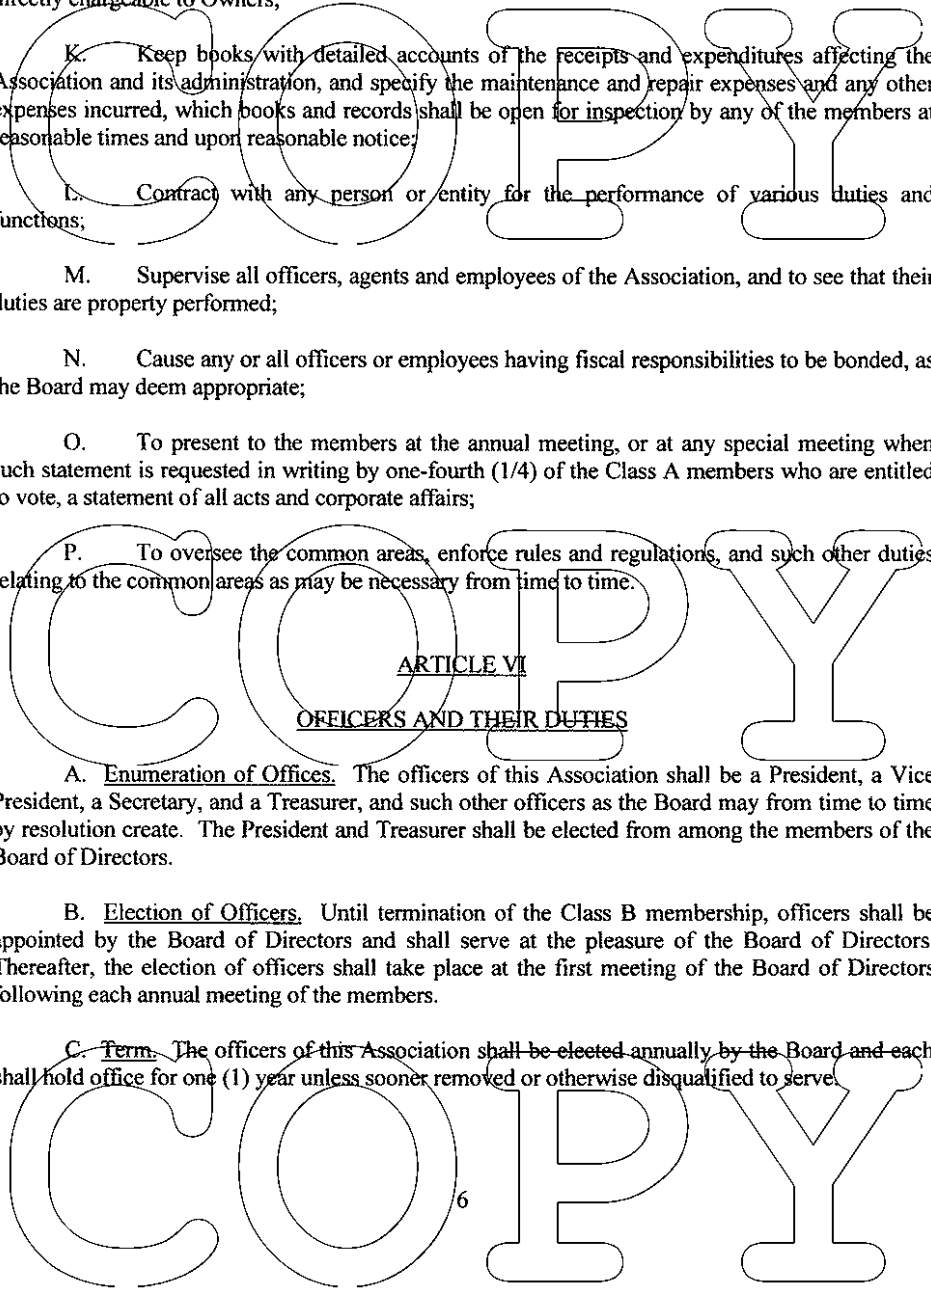 directly chargeable to Owners;
K. Keep books with detailed accounts of the receipts and expenditures affecting the
Association and its administration, and specify the maintenance and repair expenses and any other
expenses incurred, which books and records shall be open for inspection by any of the members at
reasonable times and upon reasonable notice;
COPY
L. Contract with any person or entity for the performance of various duties and
functions;
M. Supervise all officers, agents and employees of the Association, and to see that their
duties are property performed;
N. Cause any or all officers or employees having fiscal responsibilities to be bonded, as
the Board may deem appropriate;
O. To present to the members at the annual meeting, or at any special meeting when
such statement is requested in writing by one-fourth (1/4) of the Class A members who are entitled
to vote, a statement of all acts and corporate affairs;
P. To oversee the common areas, enforce rules and regulations, and such other duties
relating to the common areas as may be necessary from time to time.
COPY
ARTICLE VI
OFFICERS AND THEIR DUTIES
A. Enumeration of Offices. The officers of this Association shall be a President, a Vice
President, a Secretary, and a Treasurer, and such other officers as the Board may from time to time
by resolution create. The President and Treasurer shall be elected from among the members of the
Board of Directors.
B. Election of Officers. Until termination of the Class B membership, officers shall be
appointed by the Board of Directors and shall serve at the pleasure of the Board of Directors
Thereafter, the election of officers shall take place at the first meeting of the Board of Directors
following each annual meeting of the members.
C. Term. The officers of this Association shall be elected annually by the Board and each
shall hold office for one (1) year unless sooner removed or otherwise disqualified to serve.
COPY
6